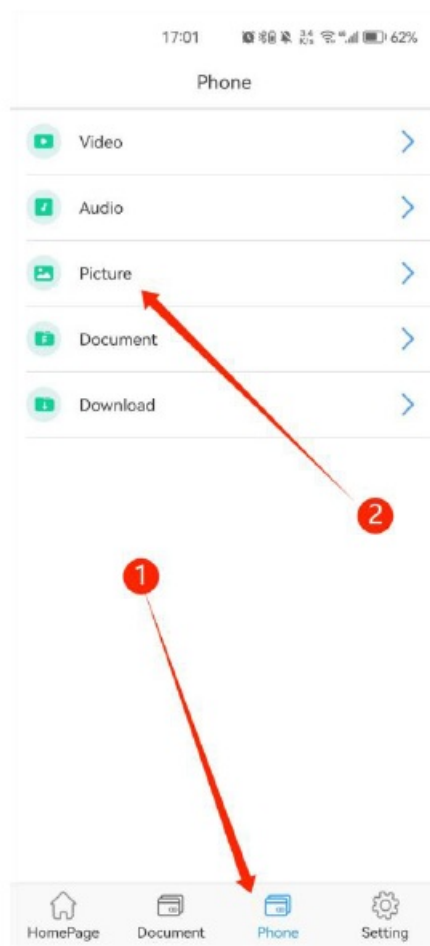 17:01 62%
Phone
Video
Audio
Picture
Document
Download
2
1
HomePage Document Phone Setting